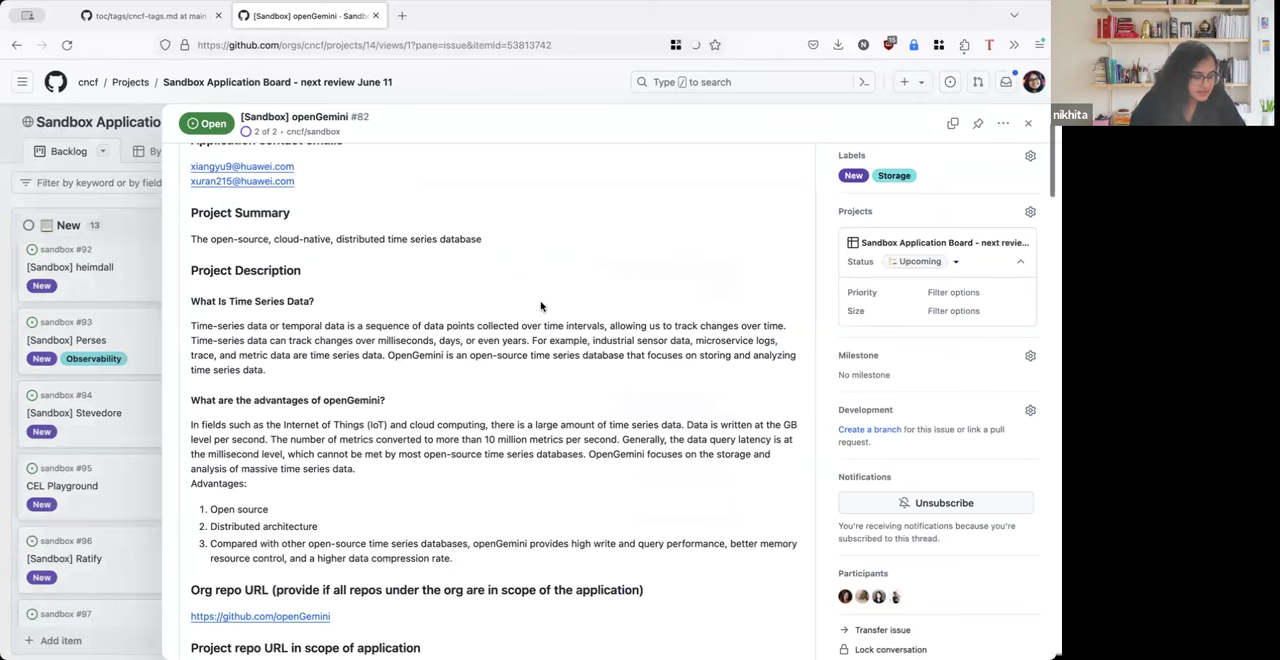 toc/tags/cncf-tags.md at main
[Sandbox] openGemini · Sandb
https://github.com/orgs/cncf/projects/14/views/1?pane=issue&itemId=53813742
15
N
T
cncf / Projects / Sandbox Application Board - next review June 11
Type / to search
nikhita
Sandbox Applicatio
Backlog
By
Filter by keyword or by field
New 13
sandbox #92
[Sandbox] heimdall
New
sandbox #93
[Sandbox] Perses
New Observability
sandbox #94
[Sandbox] Stevedore
New
sandbox #95
CEL Playground
New
sandbox #96
[Sandbox] Ratify
New
sandbox #97
Add item
Open
[Sandbox] openGemini #82
2 of 2 · cncf/sandbox
Application contact emails
xiangyu9@huawei.com
xuran215@huawei.com
Project Summary
The open-source, cloud-native, distributed time series database
Project Description
What Is Time Series Data?
Time-series data or temporal data is a sequence of data points collected over time intervals, allowing us to track changes over time.
Time-series data can track changes over milliseconds, days, or even years. For example, industrial sensor data, microservice logs,
trace, and metric data are time series data. OpenGemini is an open-source time series database that focuses on storing and analyzing
time series data.
What are the advantages of openGemini?
In fields such as the Internet of Things (IoT) and cloud computing, there is a large amount of time series data. Data is written at the GB
level per second. The number of metrics converted to more than 10 million metrics per second. Generally, the data query latency is at
the millisecond level, which cannot be met by most open-source time series databases. OpenGemini focuses on the storage and
analysis of massive time series data.
Advantages:
1. Open source
2. Distributed architecture
3. Compared with other open-source time series databases, openGemini provides high write and query performance, better memory
resource control, and a higher data compression rate.
Org repo URL (provide if all repos under the org are in scope of the application)
https://github.com/openGemini
Project repo URL in scope of application
Labels
New Storage
Projects
Sandbox Application Board - next revie...
Status Upcoming
Priority Filter options
Size Filter options
Milestone
No milestone
Development
Create a branch for this issue or link a pull
request.
Notifications
Unsubscribe
You're receiving notifications because you're
subscribed to this thread.
Participants
Transfer issue
Lock conversation